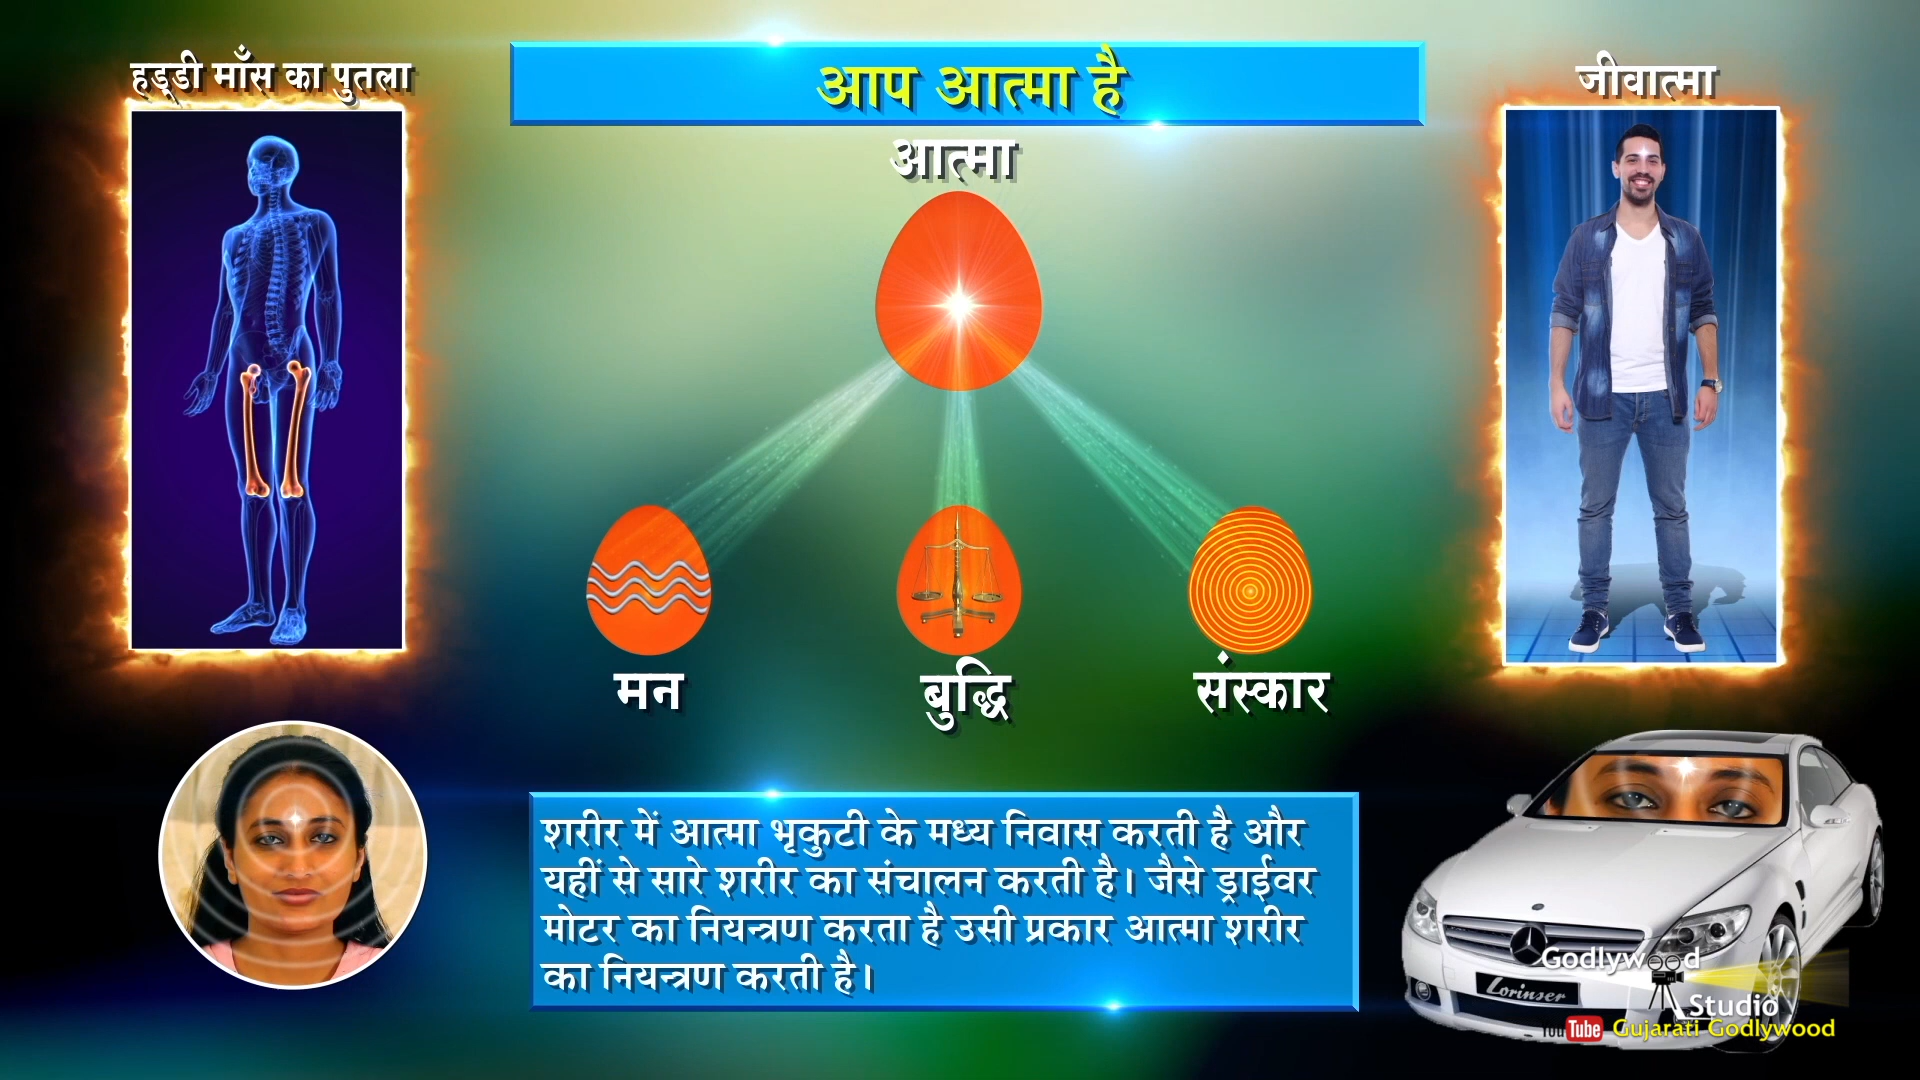 हड्डी माँस का पुतला
आप आत्मा है
जीवात्मा
आत्मा
मन
बुद्धि
संस्कार
शरीर में आत्मा भृकुटी के मध्य निवास करती है और
यहीं से सारे शरीर का संचालन करती है। जैसे ड्राईवर
मोटर का नियन्त्रण करता है उसी प्रकार आत्मा शरीर
का नियन्त्रण करती है।
Lorinser
Godlywood
Studio
YouTube Gujarati Godlywood